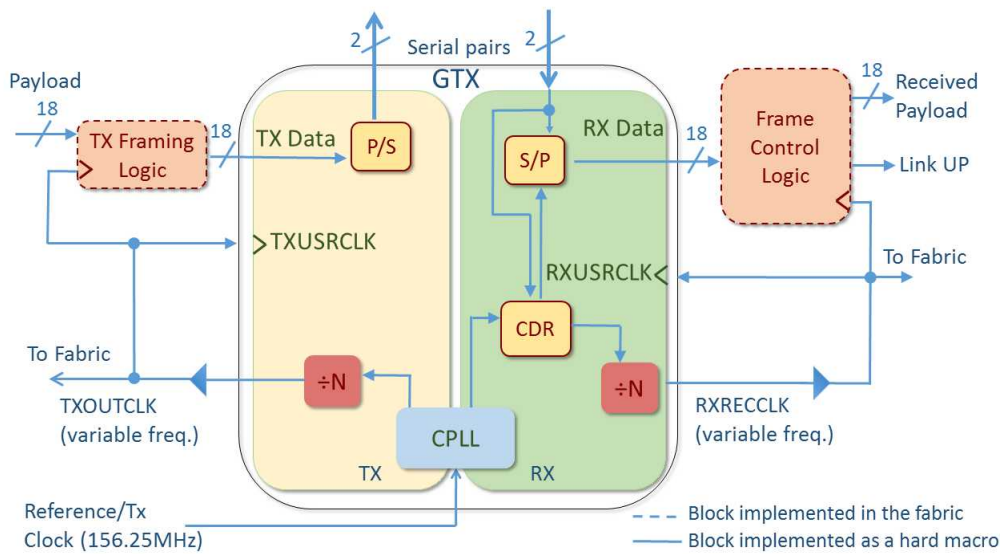 Serial pairs
2
2
GTX
Payload
18
TX Framing
Logic
18
TX Data
P/S
RX Data
S/P
18
Frame
Control
Logic
18
Received
Payload
Link UP
TXUSRCLK
RXUSRCLK
To Fabric
CDR
To Fabric
÷N
÷N
TXOUTCLK
(variable freq.)
RXRECCLK
(variable freq.)
CPLL
TX
RX
Reference/Tx
Clock (156.25MHz)
Block implemented in the fabric
Block implemented as a hard macro